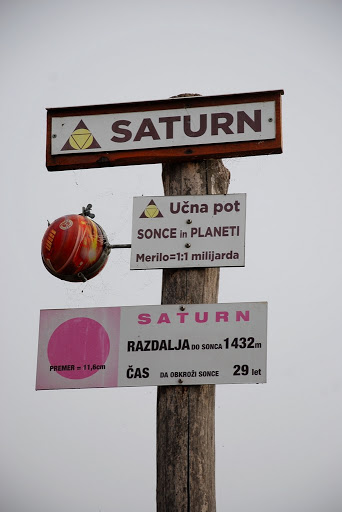 SATURN
Učna pot
SONCE in PLANETI
Merilo=1:1 milijarda
SATURN
RAZDALJA DO SONCA 1432 m
PREMER = 11,6cm
ČAS DA OBKROŽI SONCE 29 let